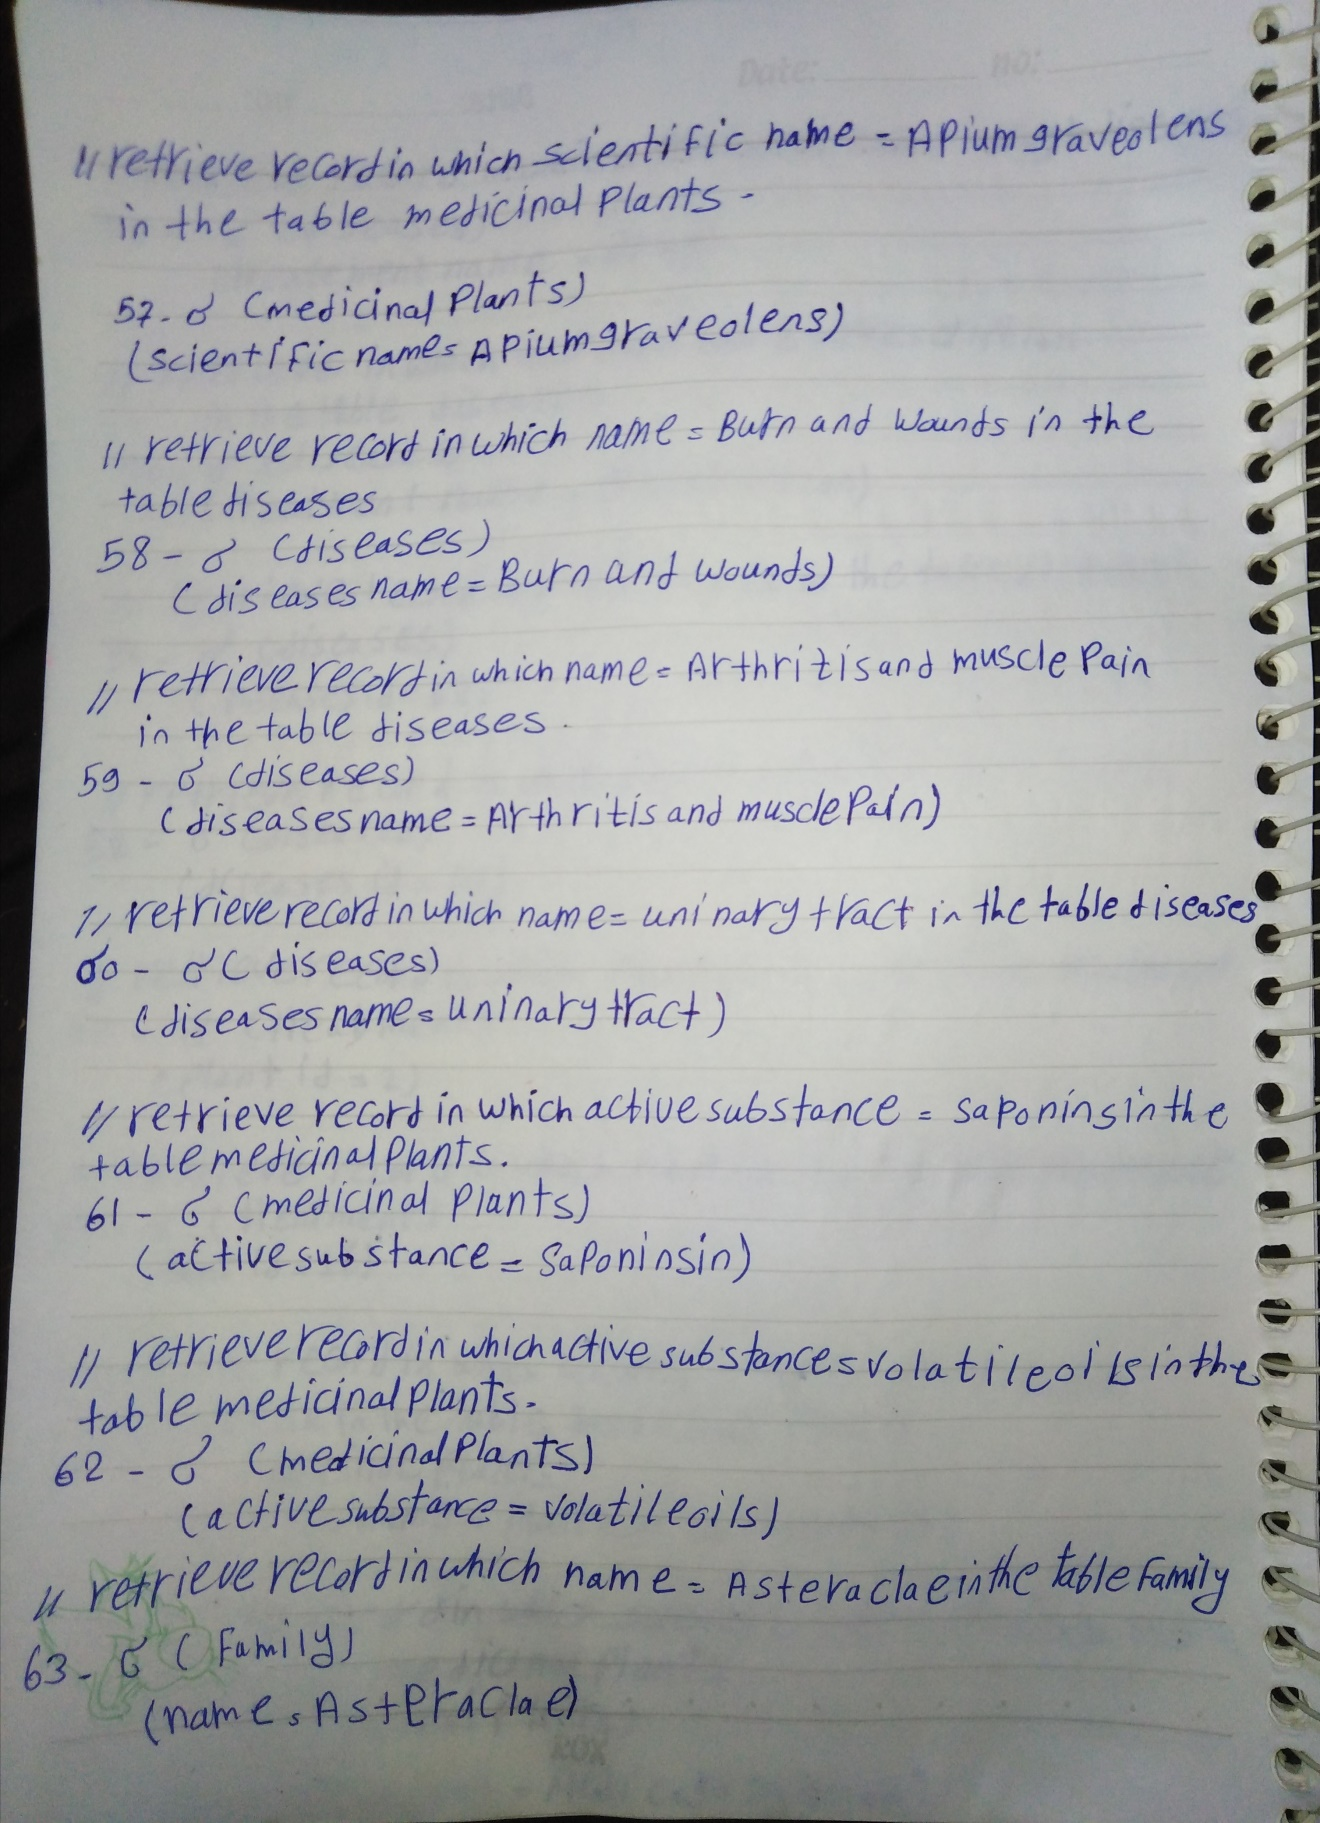 Date: no:
// retrieve record in which scientific name = Apium graveolens
in the table medicinal Plants -
57- σ (medicinal Plants)
(scientific name = Apium graveolens)
// retrieve record in which name = Burn and Wounds in the
table diseases
58 - σ (diseases)
(diseases name = Burn and wounds)
// retrieve record in which name = Arthritis and muscle Pain
in the table diseases.
59 - σ (diseases)
(diseases name = Arthritis and muscle Pain)
// retrieve record in which name = uninary tract in the table diseases
60 - σ ( diseases)
(diseases name = uninary tract)
// retrieve record in which active substance = saponins in the
table medicinal Plants.
61 - σ (medicinal Plants)
(active substance = Saponinsin)
// retrieve record in which active substance = volatile oils in the
table medicinal Plants.
62 - σ (medicinal Plants)
(active substance = volatile oils)
// retrieve record in which name = Asteraclae in the table Family
63- σ ( Family)
(name = Asteraclae)